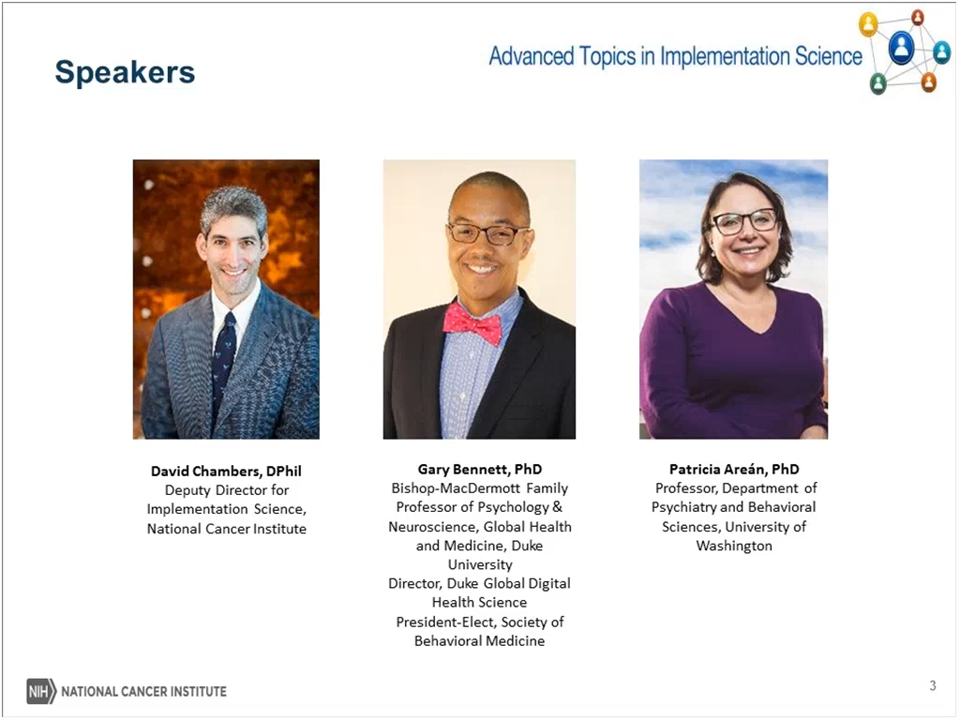 Speakers
Advanced Topics in Implementation Science
David Chambers, DPhil
Deputy Director for
Implementation Science,
National Cancer Institute
Gary Bennett, PhD
Bishop-MacDermott Family
Professor of Psychology &
Neuroscience, Global Health
and Medicine, Duke
University
Director, Duke Global Digital
Health Science
President-Elect, Society of
Behavioral Medicine
Patricia Areán, PhD
Professor, Department of
Psychiatry and Behavioral
Sciences, University of
Washington
NIH NATIONAL CANCER INSTITUTE
3